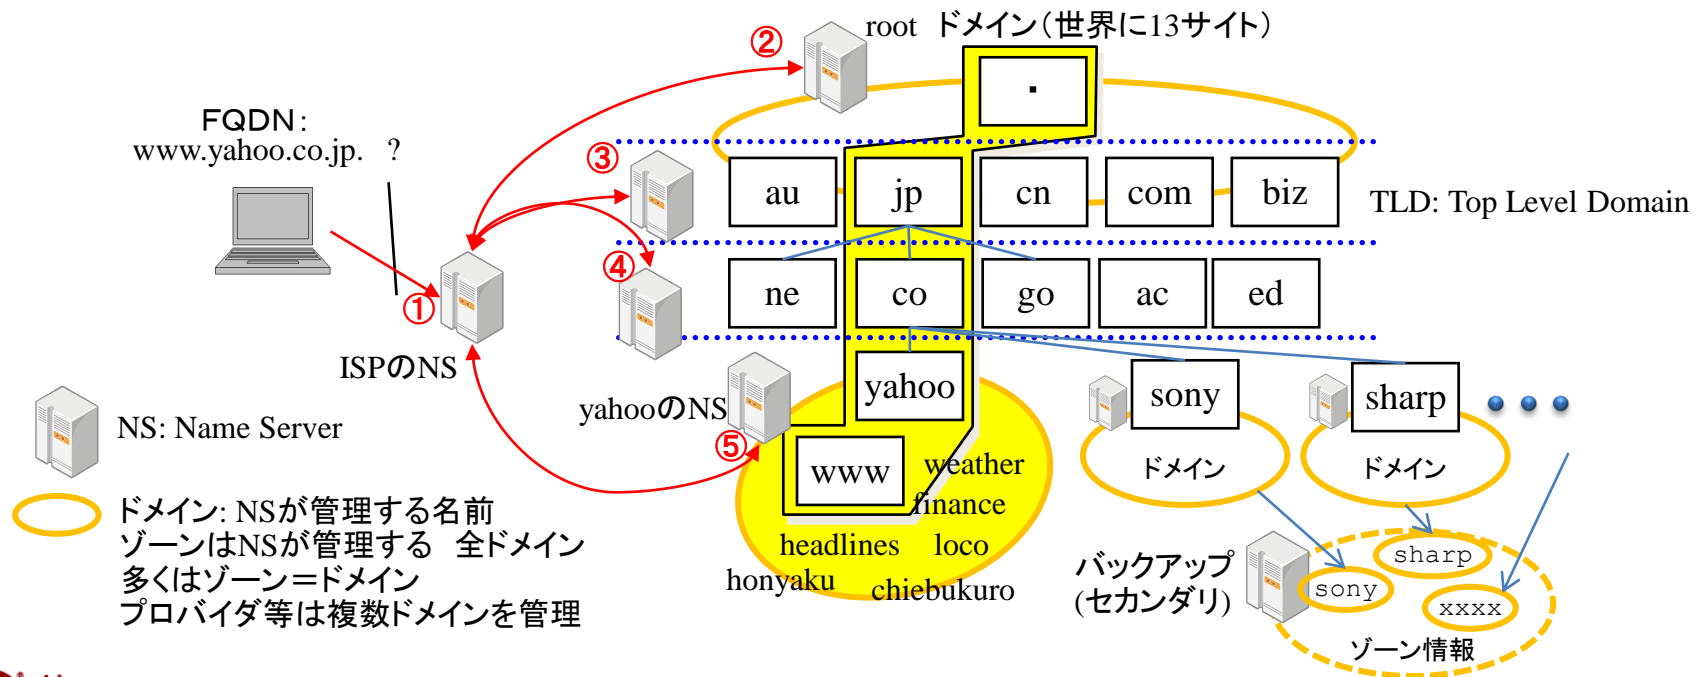 root ドメイン（世界に13サイト）
②
.
FQDN：
www.yahoo.co.jp. ?
③
au
jp
cn
com
biz
TLD: Top Level Domain
④
①
ne
co
go
ac
ed
ISPのNS
yahooのNS
yahoo
sony
sharp
NS: Name Server
⑤
www
weather
finance
ドメイン
ドメイン
ドメイン: NSが管理する名前
ゾーンはNSが管理する 全ドメイン
多くはゾーン＝ドメイン
プロバイダ等は複数ドメインを管理
headlines
loco
honyaku
chiebukuro
バックアップ
(セカンダリ)
sharp
sony
xxxx
ゾーン情報